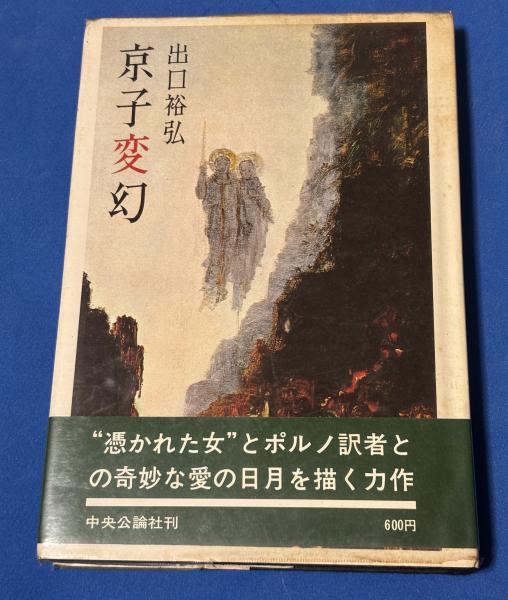 出口裕弘
京子変幻
“憑かれた女”とポルノ訳者と
の奇妙な愛の日月を描く力作
中央公論社刊
600円